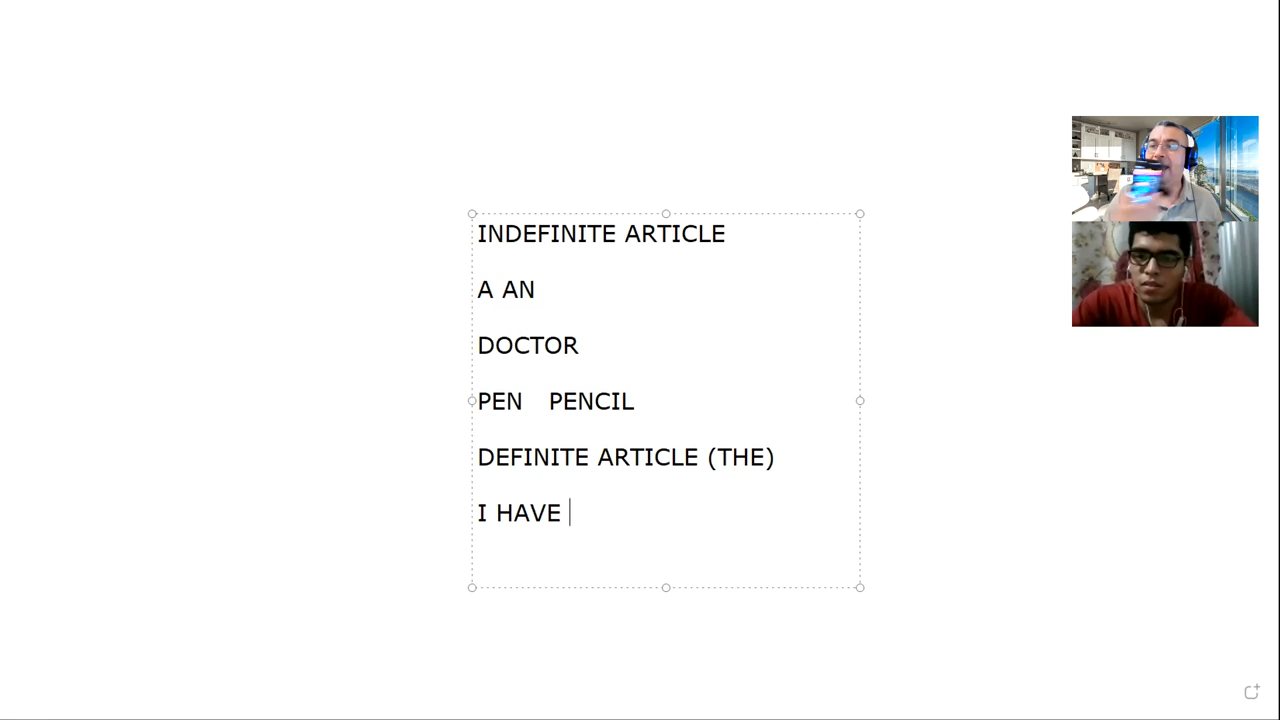 INDEFINITE ARTICLE
A AN
DOCTOR
PEN PENCIL
DEFINITE ARTICLE (THE)
I HAVE